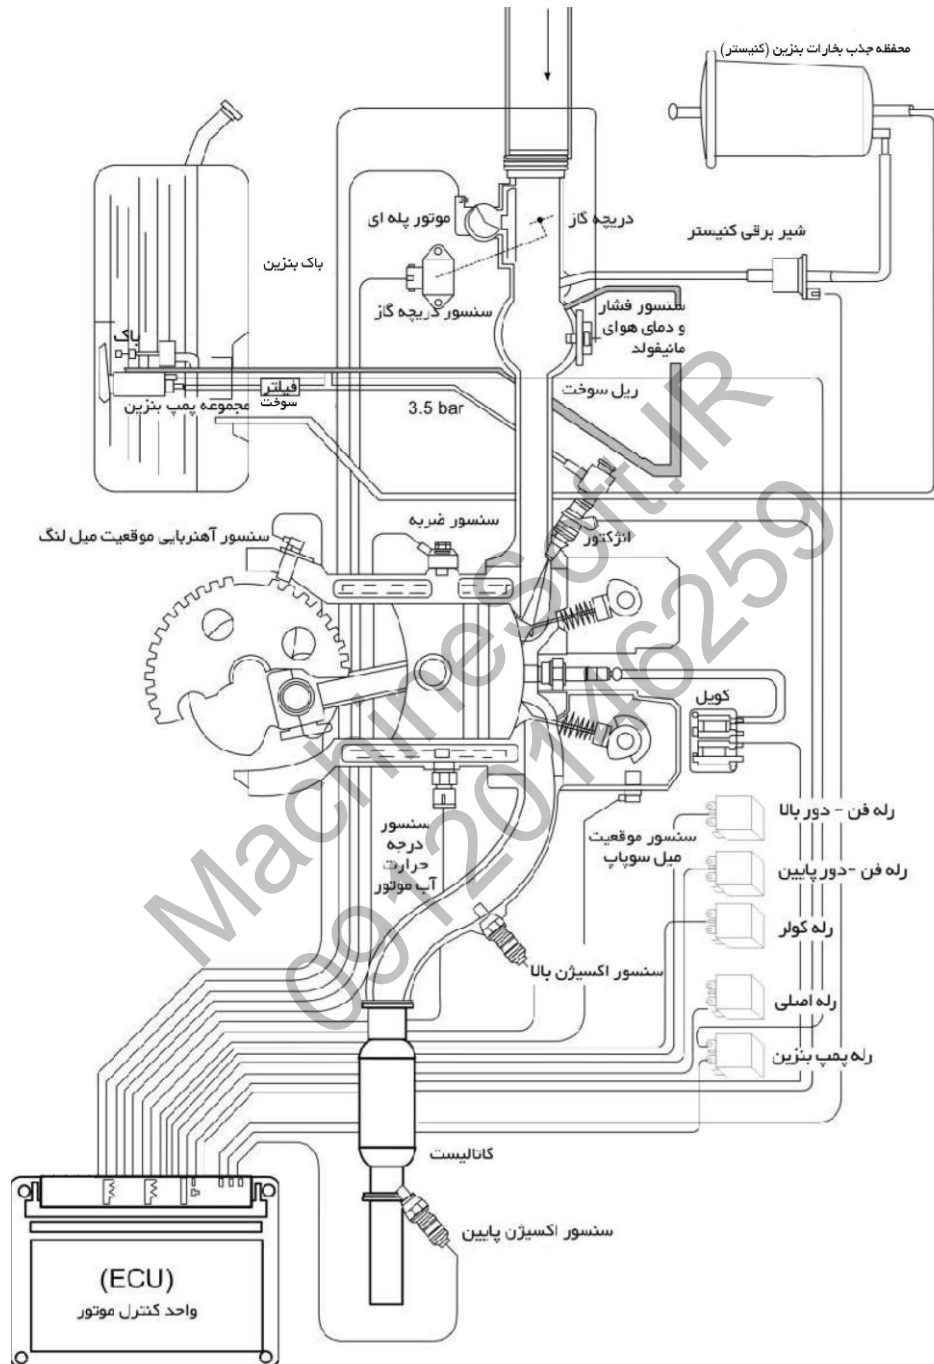 محفظه جذب بخارات بنزین (کنیستر)
موتور پله ای
دریچه گاز
شیر برقی کنیستر
باک بنزین
سنسور دریچه گاز
سنسور فشار
و دمای هوای
مانیفولد
باک
فیلتر
سوخت
مجموعه پمپ بنزین
3.5 bar
ریل سوخت
سنسور ضربه
سنسور آهنربایی موقعیت میل لنگ
انژکتور
کویل
رله فن - دور بالا
سنسور موقعیت
میل سوپاپ
سنسور
درجه
حرارت
آب موتور
رله فن -دور پایین
رله کولر
سنسور اکسیژن بالا
رله اصلی
رله پمپ بنزین
کاتالیست
سنسور اکسیژن پایین
(ECU)
واحد کنترل موتور
MachineSoft.IR
09120146259